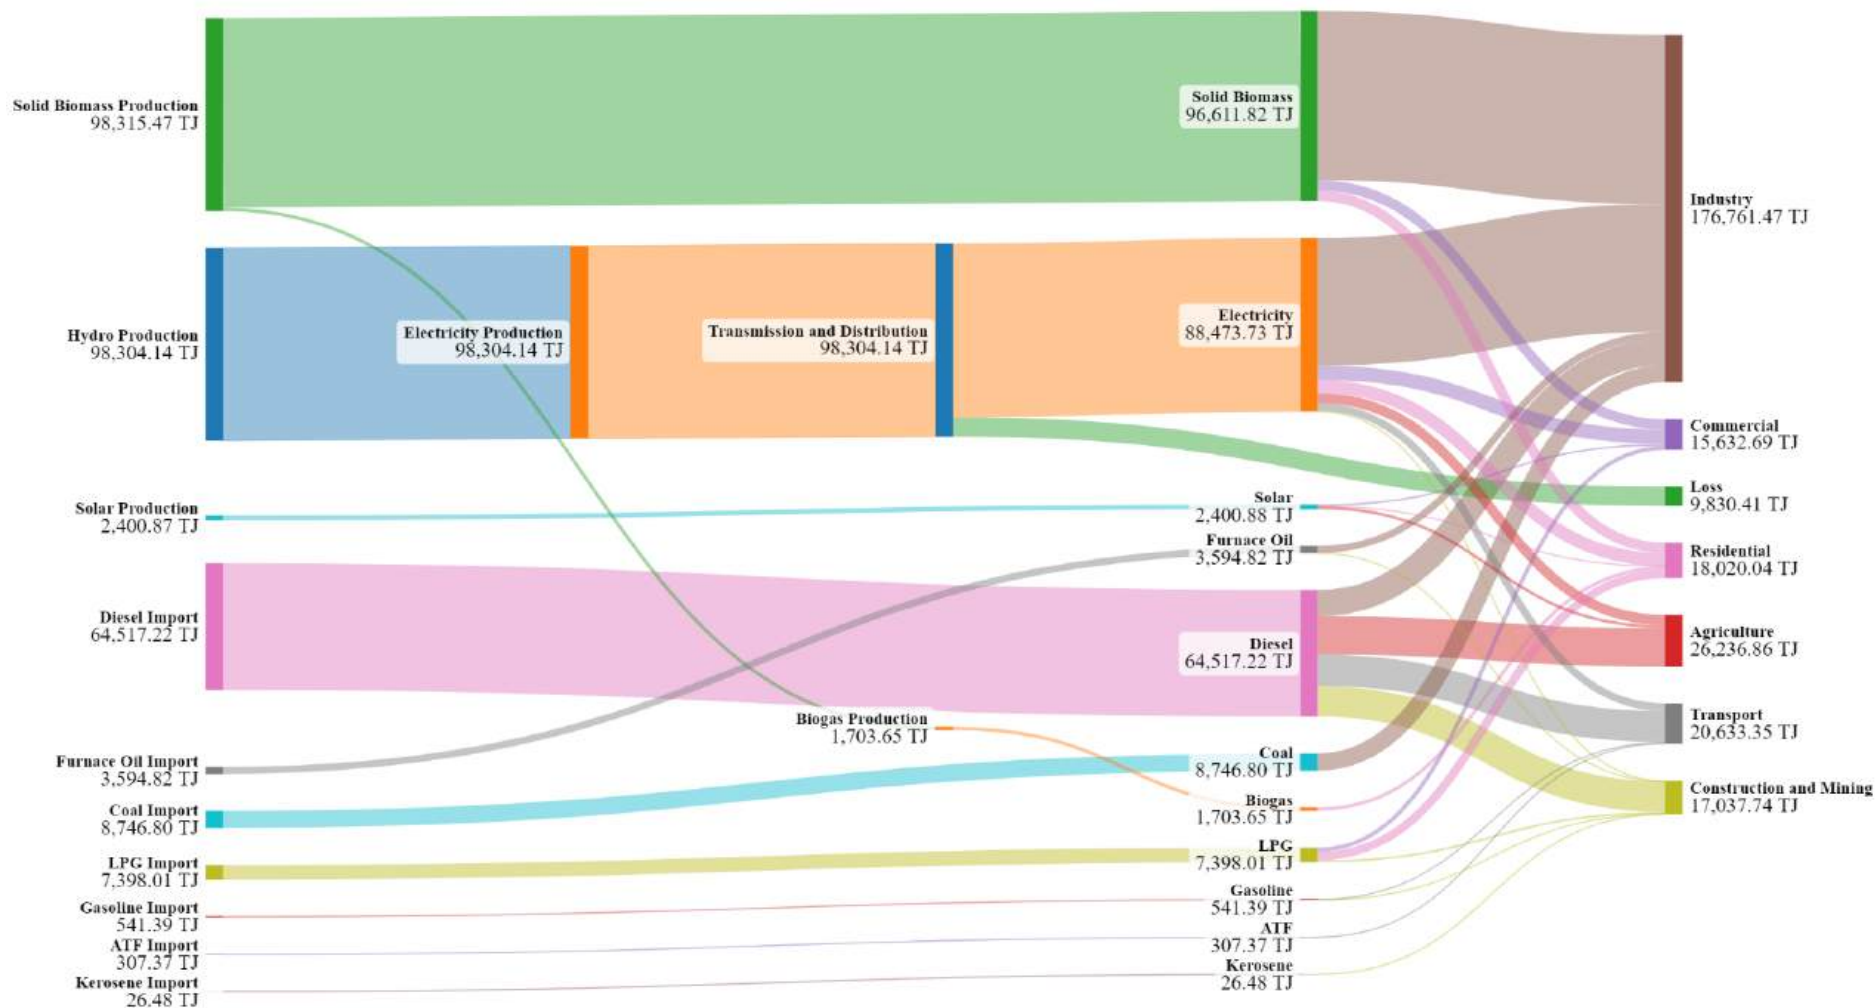 Solid Biomass Production
98,315.47 TJ
Hydro Production
98,304.14 TJ
Solar Production
2,400.87 TJ
Diesel Import
64,517.22 TJ
Furnace Oil Import
3,594.82 TJ
Coal Import
8,746.80 TJ
LPG Import
7,398.01 TJ
Gasoline Import
541.39 TJ
ATF Import
307.37 TJ
Kerosene Import
26.48 TJ
Electricity Production
98,304.14 TJ
Transmission and Distribution
98,304.14 TJ
Biogas Production
1,703.65 TJ
Solid Biomass
96,611.82 TJ
Electricity
88,473.73 TJ
Solar
2,400.88 TJ
Furnace Oil
3,594.82 TJ
Diesel
64,517.22 TJ
Coal
8,746.80 TJ
Biogas
1,703.65 TJ
LPG
7,398.01 TJ
Gasoline
541.39 TJ
ATF
307.37 TJ
Kerosene
26.48 TJ
Industry
176,761.47 TJ
Commercial
15,632.69 TJ
Loss
9,830.41 TJ
Residential
18,020.04 TJ
Agriculture
26,236.86 TJ
Transport
20,633.35 TJ
Construction and Mining
17,037.74 TJ